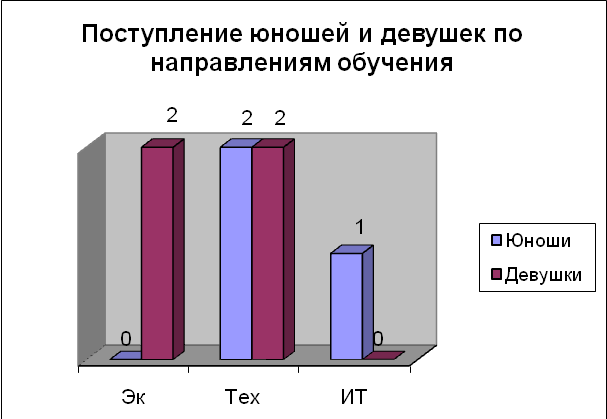 Поступление юношей и девушек по
направлениям обучения
2
2 2
1
0
0
Юноши
Девушки
Эк Тех ИТ